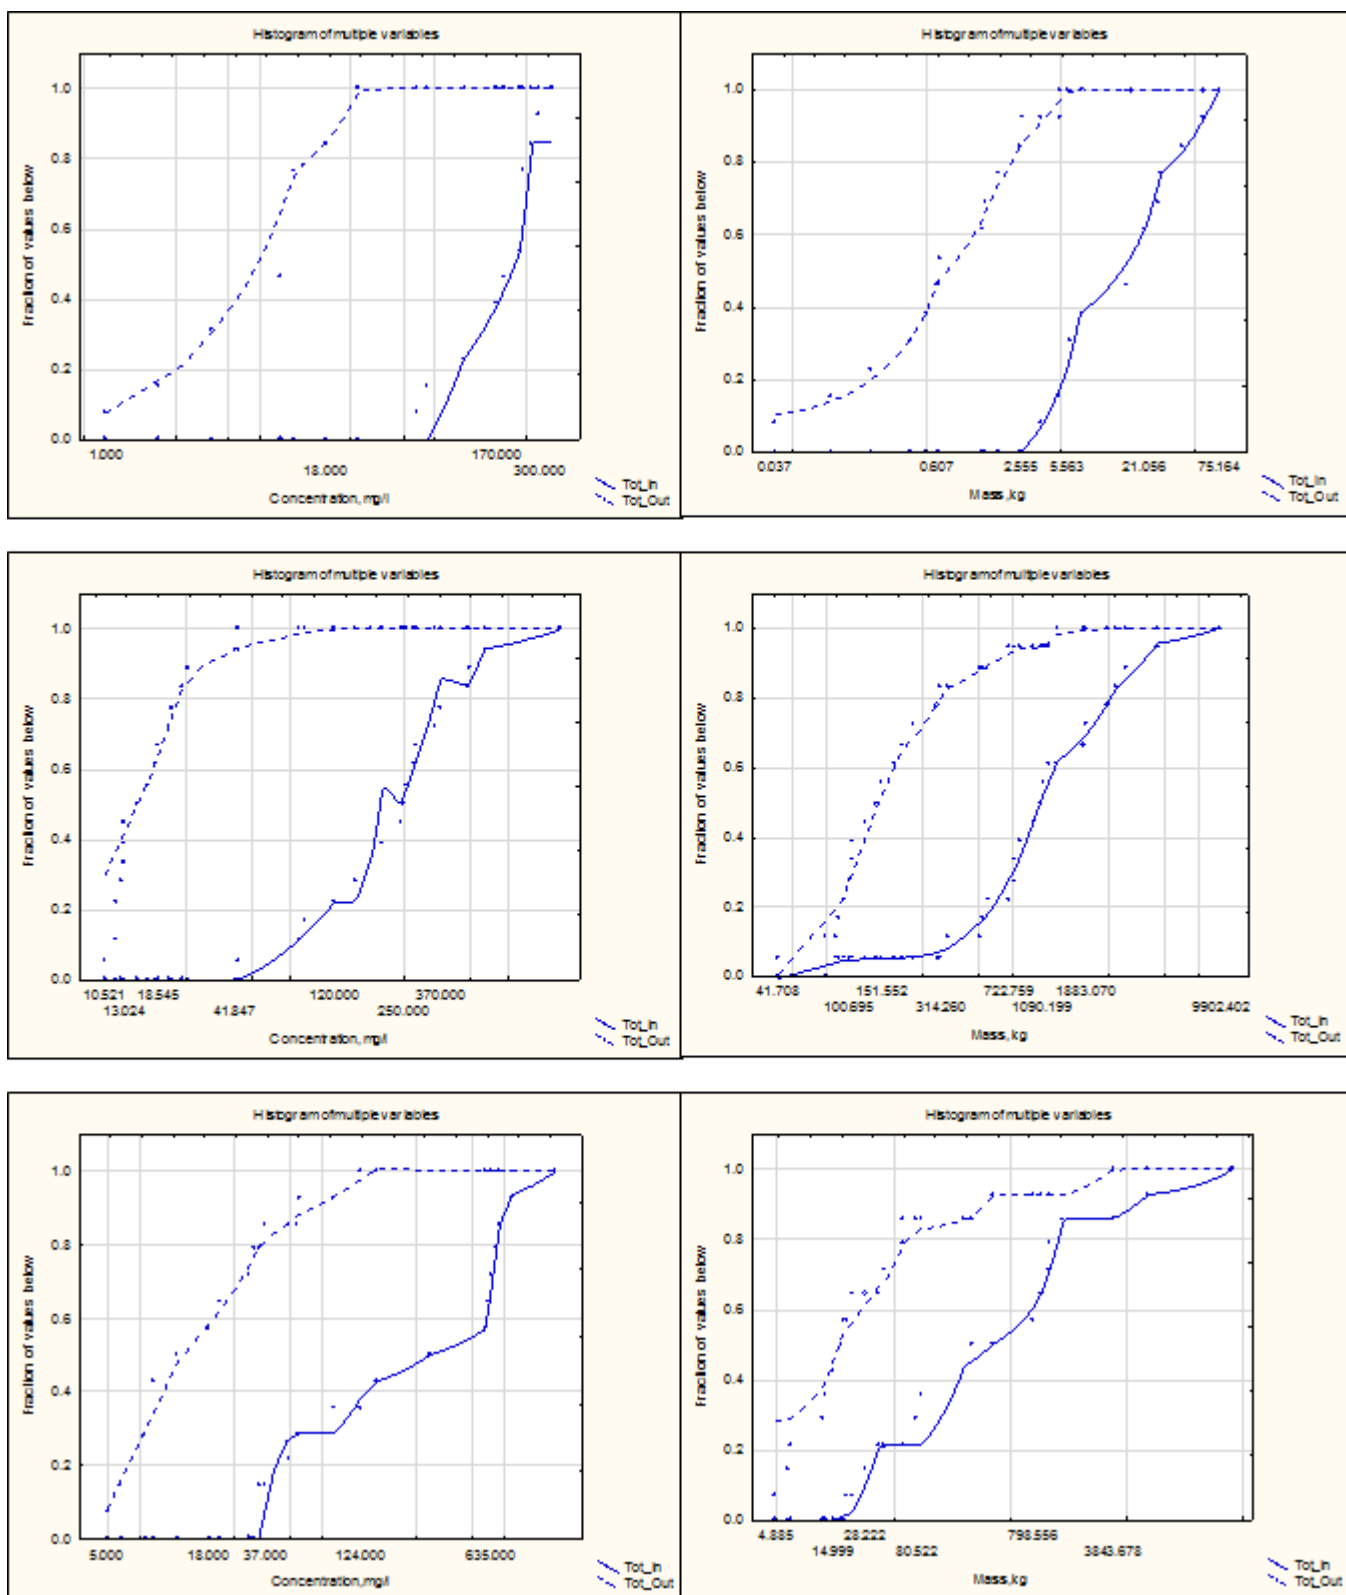 Histogram of multiple variables
Fraction of values below
1.0
0.8
0.6
0.4
0.2
0.0
1.000
170.000
18.000
300.000
Concentration, mg/l
Tot_In
Tot_Out
Histogram of multiple variables
Fraction of values below
1.0
0.8
0.6
0.4
0.2
0.0
0.037
0.607
2.555
5.563
21.056
75.164
Mass, kg
Tot_In
Tot_Out
Histogram of multiple variables
Fraction of values below
1.0
0.8
0.6
0.4
0.2
0.0
10.521
18.545
120.000
370.000
13.024
41.847
250.000
Concentration, mg/l
Tot_In
Tot_Out
Histogram of multiple variables
Fraction of values below
1.0
0.8
0.6
0.4
0.2
0.0
41.708
151.552
722.759
1883.070
100.695
314.260
1090.199
9902.402
Mass, kg
Tot_In
Tot_Out
Histogram of multiple variables
Fraction of values below
1.0
0.8
0.6
0.4
0.2
0.0
5.000
18.000
37.000
124.000
635.000
Concentration, mg/l
Tot_In
Tot_Out
Histogram of multiple variables
Fraction of values below
1.0
0.8
0.6
0.4
0.2
0.0
4.885
28.222
798.556
14.999
80.522
3843.678
Mass, kg
Tot_In
Tot_Out